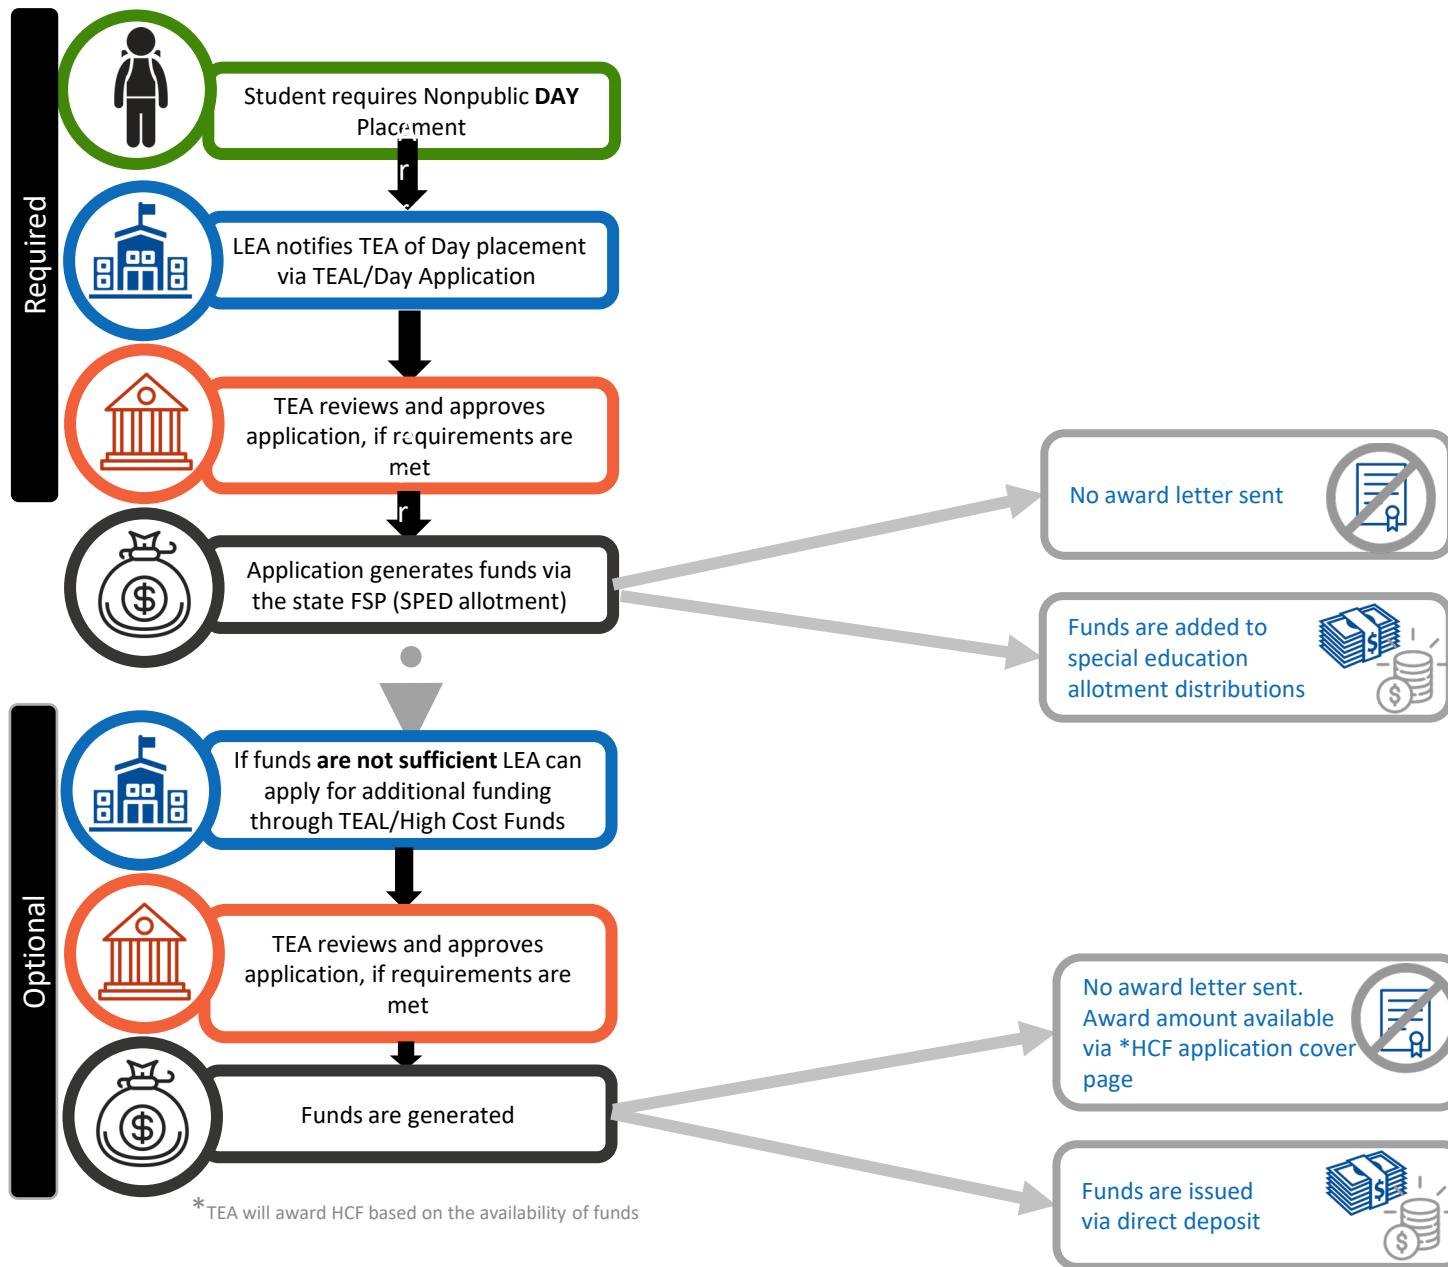 Required
Student requires Nonpublic DAY
Placement
LEA notifies TEA of Day placement
via TEAL/Day Application
TEA reviews and approves
application, if requirements are
met
Application generates funds via
the state FSP (SPED allotment)
No award letter sent
Funds are added to
special education
allotment distributions
Optional
If funds are not sufficient LEA can
apply for additional funding
through TEAL/High Cost Funds
TEA reviews and approves
application, if requirements are
met
Funds are generated
No award letter sent.
Award amount available
via *HCF application cover
page
Funds are issued
via direct deposit
*TEA will award HCF based on the availability of funds